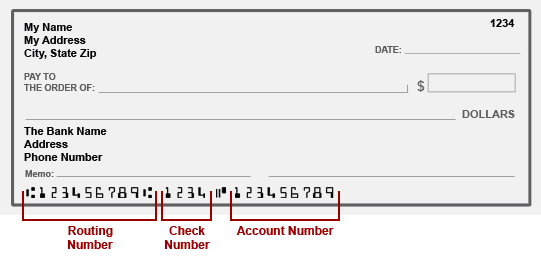 My Name
1234
My Address
City, State Zip
DATE:
PAY TO
THE ORDER OF:
$
DOLLARS
The Bank Name
Address
Phone Number
Memo:
⑆123456789⑆ 1234 ⑈ 123456789
Routing Number
Check Number
Account Number